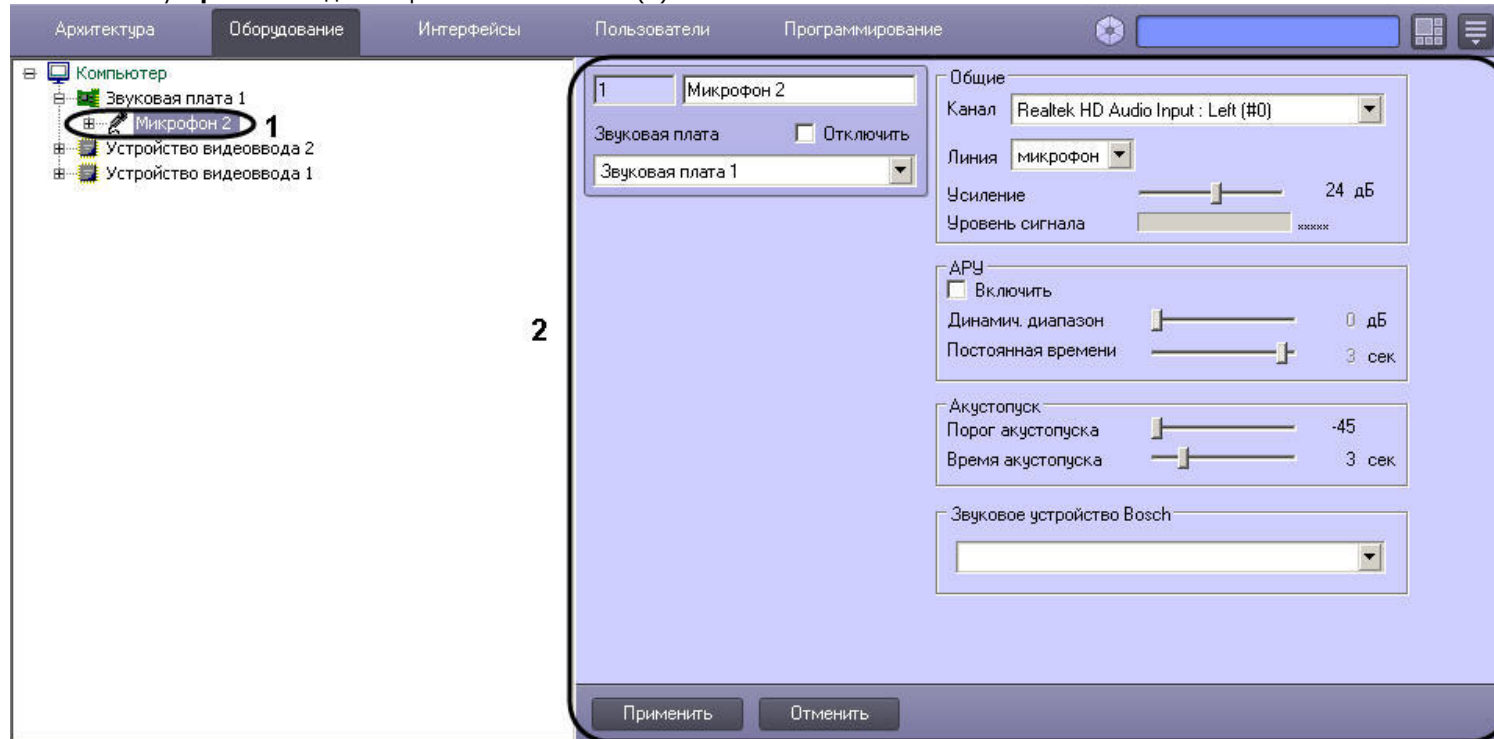 Архитектура Оборудование Интерфейсы Пользователи Программирование
Компьютер
Звуковая плата 1
Микрофон 2
1
Устройство видеоввода 2
Устройство видеоввода 1
2
1 Микрофон 2
Звуковая плата Отключить
Звуковая плата 1
Общие
Канал Realtek HD Audio Input : Left (#0)
Линия микрофон
Усиление 24 дБ
Уровень сигнала xxxxx
АРУ
Включить
Динамич. диапазон 0 дБ
Постоянная времени 3 сек
Акустопуск
Порог акустопуска -45
Время акустопуска 3 сек
Звуковое устройство Bosch
Применить Отменить